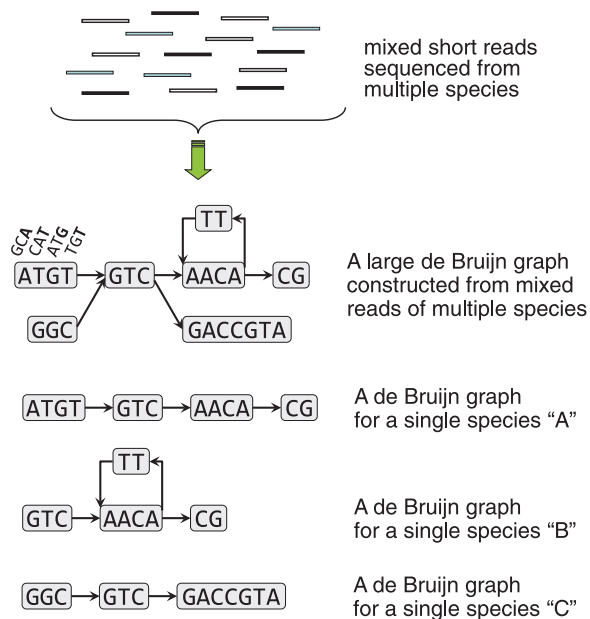 mixed short reads
sequenced from
multiple species
GCA
CAT
ATG
TGT
TT
ATGT
GTC
AACA
CG
GGC
GACCGTA
A large de Bruijn graph
constructed from mixed
reads of multiple species
ATGT
GTC
AACA
CG
A de Bruijn graph
for a single species “A”
TT
GTC
AACA
CG
A de Bruijn graph
for a single species “B”
GGC
GTC
GACCGTA
A de Bruijn graph
for a single species “C”